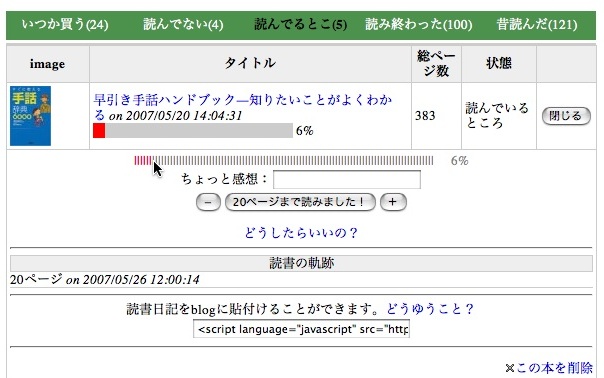 いつか買う(24) 読んでない(4) 読んでるとこ(5) 読み終わった(100) 昔読んだ(121)
image タイトル 総ページ数 状態
手話
辞典
6000
早引き手話ハンドブック―知りたいことがよくわか
る on 2007/05/20 14:04:31
6%
383
読んでいる
ところ
閉じる
6%
ちょっと感想：
− 20ページまで読みました！ +
どうしたらいいの？
読書の軌跡
20ページ on 2007/05/26 12:00:14
読書日記をblogに貼付けることができます。どうゆうこと？
<script language="javascript" src="http
×この本を削除